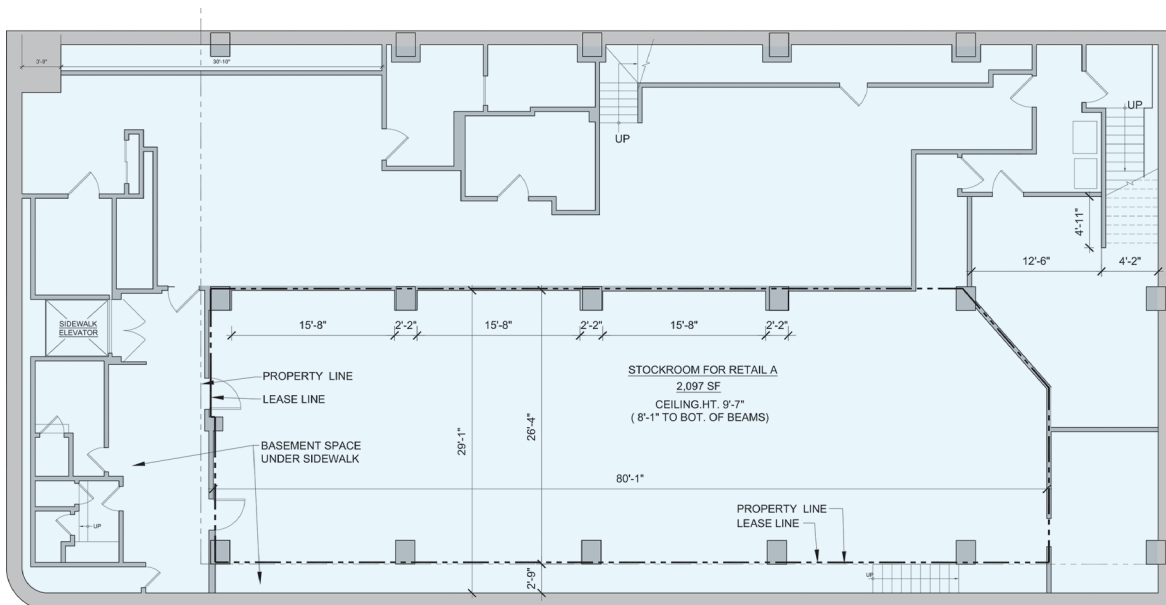 3'-9"
30'-10"
UP
UP
4'-11"
12'-6"
4'-2"
SIDEWALK
ELEVATOR
15'-8"
2'-2"
15'-8"
2'-2"
15'-8"
2'-2"
PROPERTY LINE
LEASE LINE
STOCKROOM FOR RETAIL A
2,097 SF
CEILING.HT. 9'-7"
( 8'-1" TO BOT. OF BEAMS)
29'-1"
26'-4"
BASEMENT SPACE
UNDER SIDEWALK
80'-1"
PROPERTY LINE
LEASE LINE
UP
UP
2'-9"